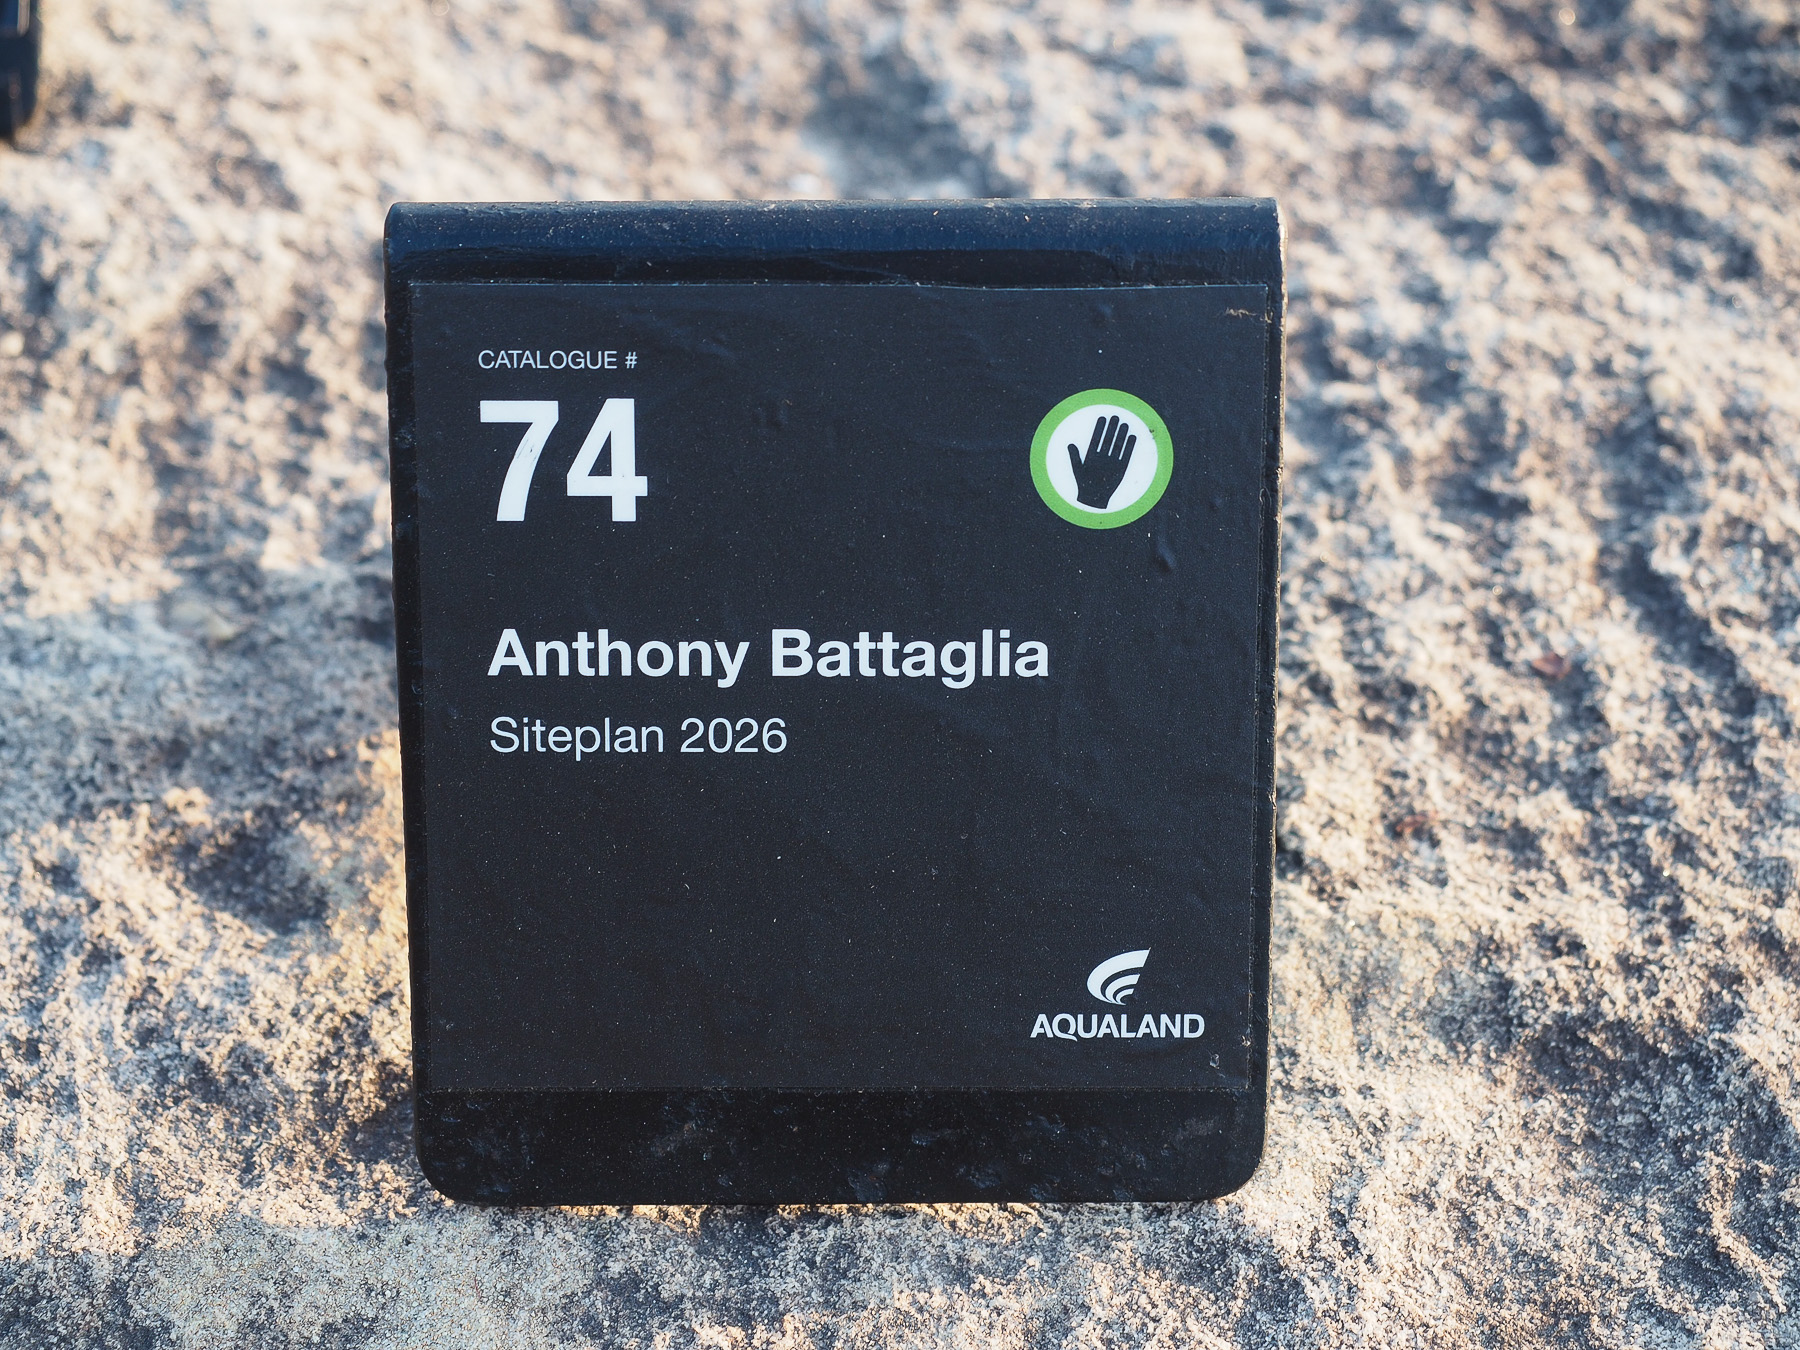 CATALOGUE #
74
Anthony Battaglia
Siteplan 2026
AQUALAND